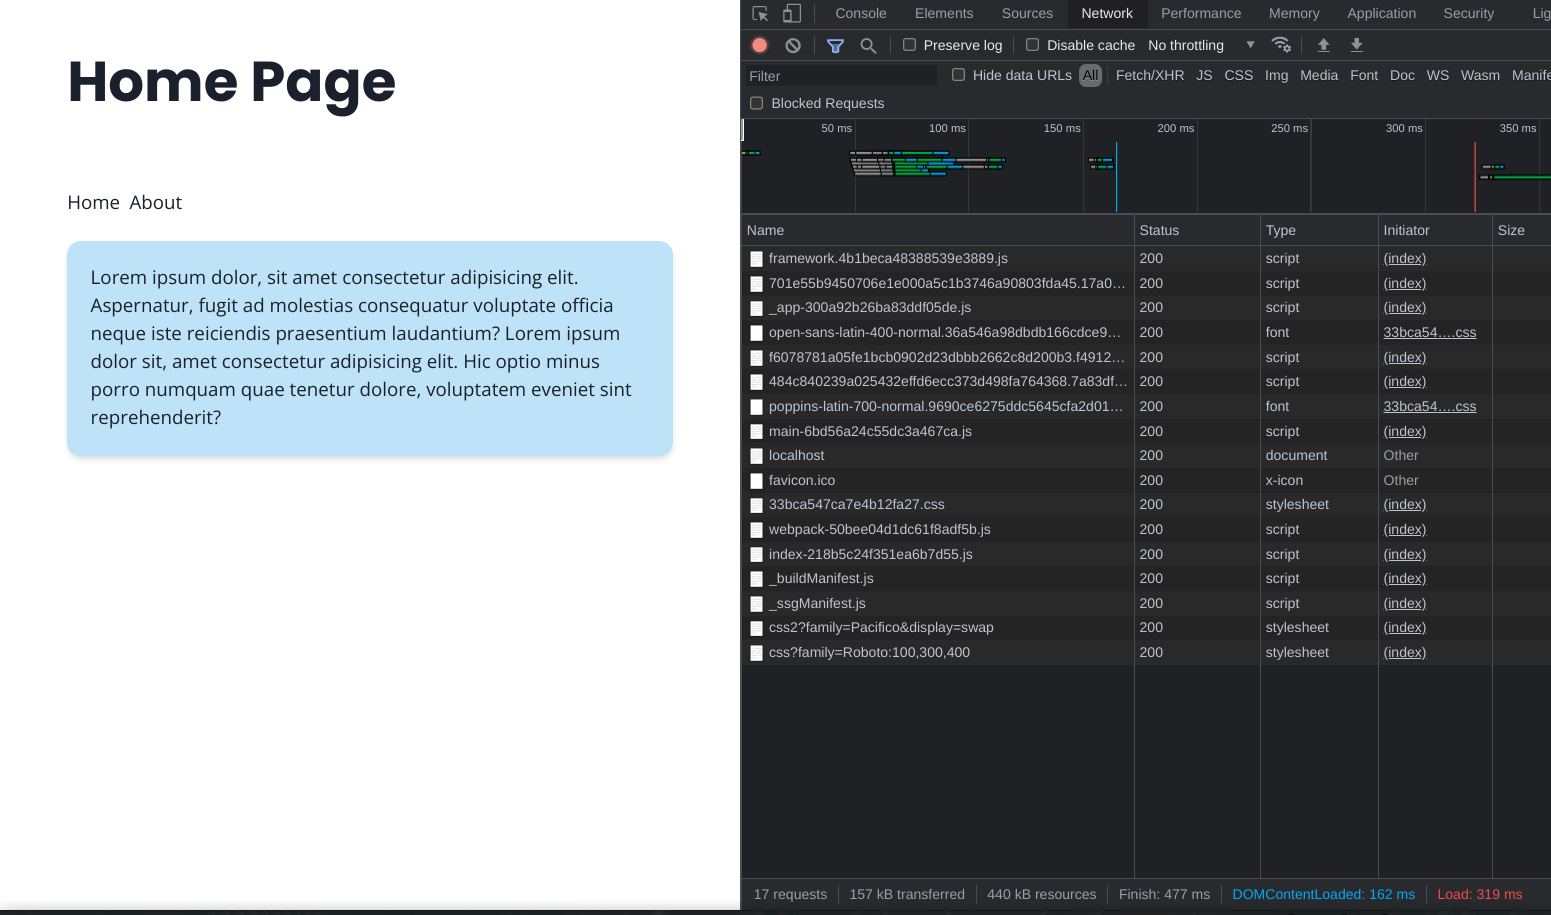 Home Page
Home About
Lorem ipsum dolor, sit amet consectetur adipisicing elit.
Aspernatur, fugit ad molestias consequatur voluptate officia
neque iste reiciendis praesentium laudantium? Lorem ipsum
dolor sit, amet consectetur adipisicing elit. Hic optio minus
porro numquam quae tenetur dolore, voluptatem eveniet sint
reprehenderit?
Console Elements Sources Network Performance Memory Application Security Lig
Preserve log Disable cache No throttling
Filter Hide data URLs All Fetch/XHR JS CSS Img Media Font Doc WS Wasm Manife
Blocked Requests
50 ms 100 ms 150 ms 200 ms 250 ms 300 ms 350 ms
Name Status Type Initiator Size
framework.4b1beca48388539e3889.js 200 script (index)
701e55b9450706e1e000a5c1b3746a90803fda45.17a0… 200 script (index)
_app-300a92b26ba83ddf05de.js 200 script (index)
open-sans-latin-400-normal.36a546a98dbdb166cdce9… 200 font 33bca54….css
f6078781a05fe1bcb0902d23dbbb2662c8d200b3.f4912… 200 script (index)
484c840239a025432effd6ecc373d498fa764368.7a83df… 200 script (index)
poppins-latin-700-normal.9690ce6275ddc5645cfa2d01… 200 font 33bca54….css
main-6bd56a24c55dc3a467ca.js 200 script (index)
localhost 200 document Other
favicon.ico 200 x-icon Other
33bca547ca7e4b12fa27.css 200 stylesheet (index)
webpack-50bee04d1dc61f8adf5b.js 200 script (index)
index-218b5c24f351ea6b7d55.js 200 script (index)
_buildManifest.js 200 script (index)
_ssgManifest.js 200 script (index)
css2?family=Pacifico&display=swap 200 stylesheet (index)
css?family=Roboto:100,300,400 200 stylesheet (index)
17 requests 157 kB transferred 440 kB resources Finish: 477 ms DOMContentLoaded: 162 ms Load: 319 ms